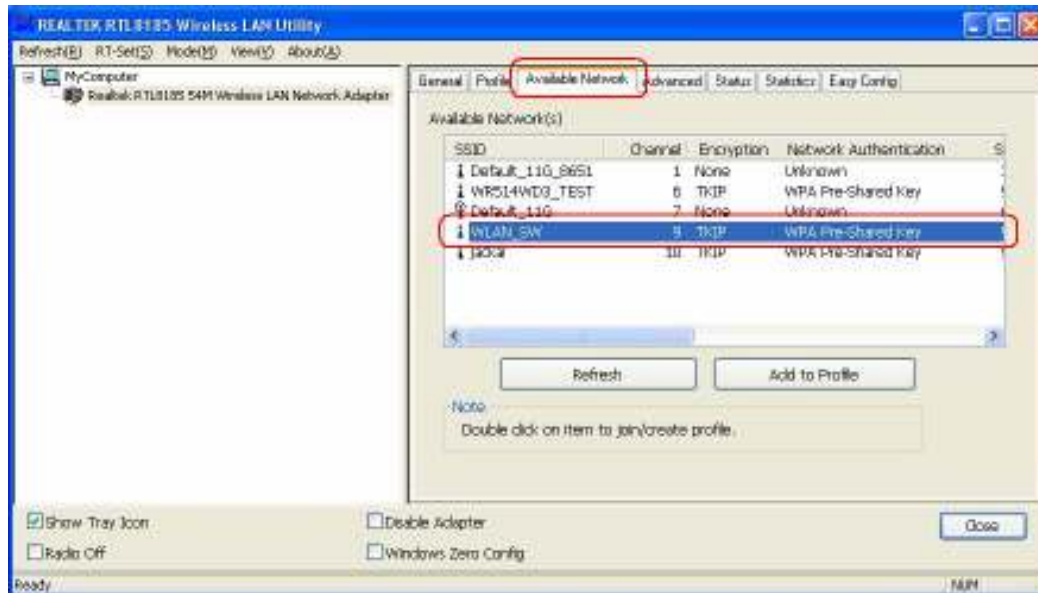 REALTEK RTL8185 Wireless LAN Utility
Refresh(R) RT-Set(S) Mode(M) View(V) About(A)
MyComputer
Realtek RTL8185 54M Wireless LAN Network Adapter
General Profile Available Network Advanced Status Statistics Easy Config
Available Network(s)
SSID Channel Encryption Network Authentication S
Default_11G_8651 1 None Unknown
WR514WD3_TEST 6 TKIP WPA Pre-Shared Key
Default_11G 7 None Unknown
WLAN_SW 9 TKIP WPA Pre-Shared Key
jackal 10 TKIP WPA Pre-Shared Key
Refresh Add to Profile
Note
Double click on item to join/create profile.
Show Tray Icon Disable Adapter Close
Radio Off Windows Zero Config
Ready NUM